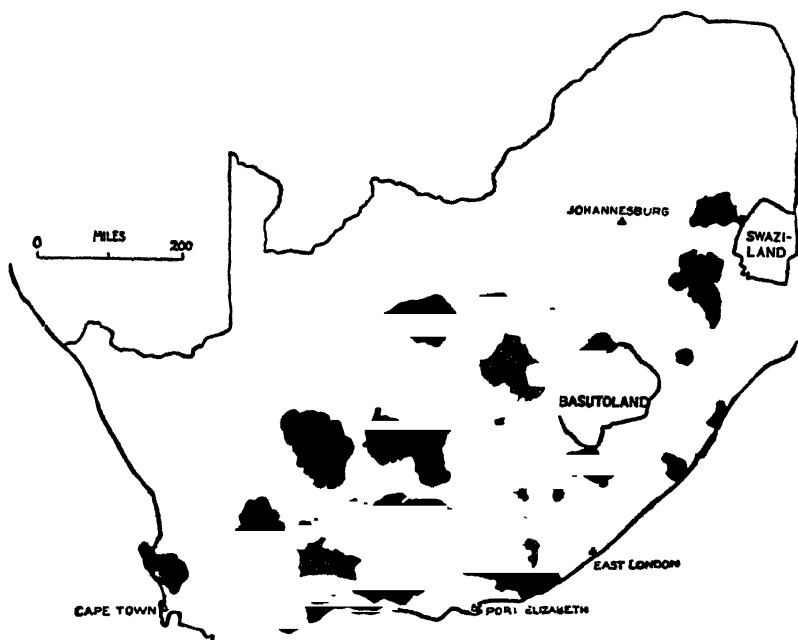 JOHANNESBURG
SWAZI-
LAND
MILES
0 200
BASUTOLAND
EAST LONDON
CAPE TOWN
PORT ELIZABETH